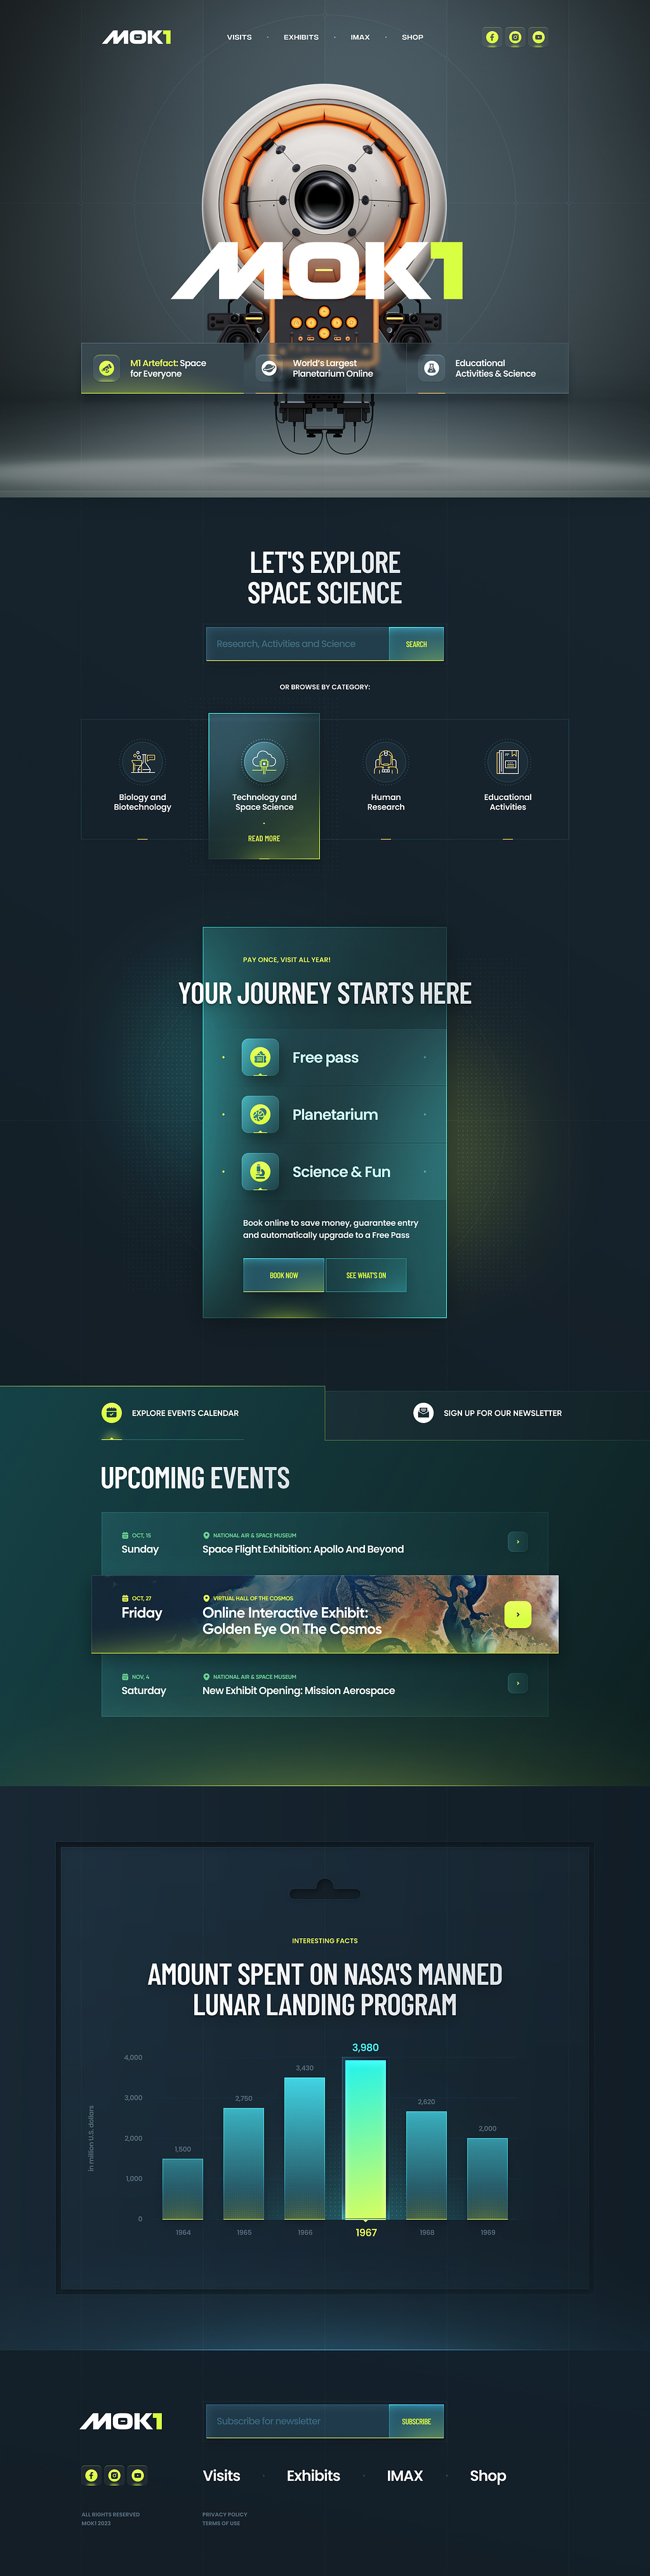 MOK1
VISITS
EXHIBITS
IMAX
SHOP
MOK1
M1 Artefact: Space
for Everyone
World's Largest
Planetarium Online
Educational
Activities & Science
LET'S EXPLORE
SPACE SCIENCE
Research, Activities and Science
SEARCH
OR BROWSE BY CATEGORY:
Biology and
Biotechnology
Technology and
Space Science
READ MORE
Human
Research
Educational
Activities
PAY ONCE, VISIT ALL YEAR!
YOUR JOURNEY STARTS HERE
Free pass
Planetarium
Science & Fun
Book online to save money, guarantee entry
and automatically upgrade to a Free Pass
BOOK NOW
SEE WHAT'S ON
EXPLORE EVENTS CALENDAR
SIGN UP FOR OUR NEWSLETTER
UPCOMING EVENTS
OCT, 15
NATIONAL AIR & SPACE MUSEUM
Sunday
Space Flight Exhibition: Apollo And Beyond
OCT, 27
VIRTUAL HALL OF THE COSMOS
Friday
Online Interactive Exhibit:
Golden Eye On The Cosmos
NOV, 4
NATIONAL AIR & SPACE MUSEUM
Saturday
New Exhibit Opening: Mission Aerospace
INTERESTING FACTS
AMOUNT SPENT ON NASA'S MANNED
LUNAR LANDING PROGRAM
In million U.S. dollars
4,000
3,000
2,000
1,000
0
1,500
2,750
3,430
3,980
2,620
2,000
1964
1965
1966
1967
1968
1969
MOK1
Subscribe for newsletter
SUBSCRIBE
Visits
Exhibits
IMAX
Shop
ALL RIGHTS RESERVED
MOK1 2023
PRIVACY POLICY
TERMS OF USE